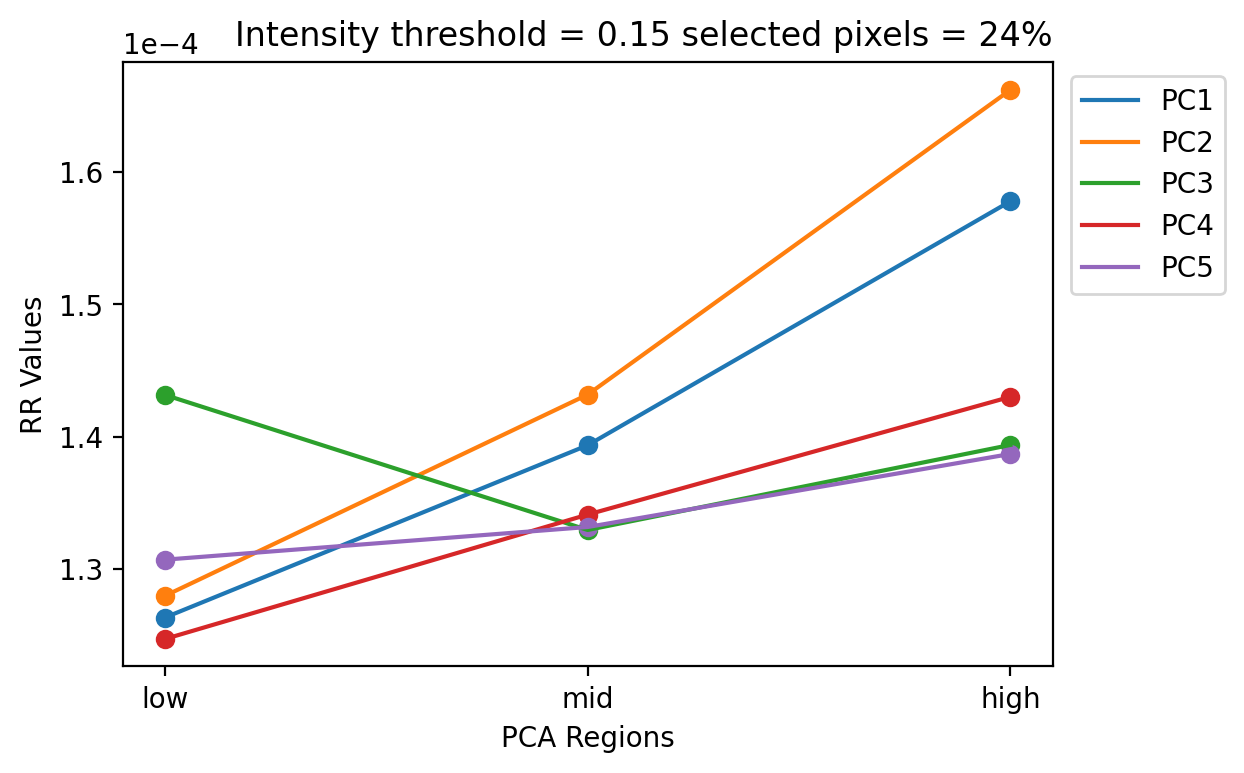 Intensity threshold = 0.15 selected pixels = 24%
1e−4
1.6
1.5
1.4
1.3
RR Values
low mid high
PCA Regions
PC1
PC2
PC3
PC4
PC5